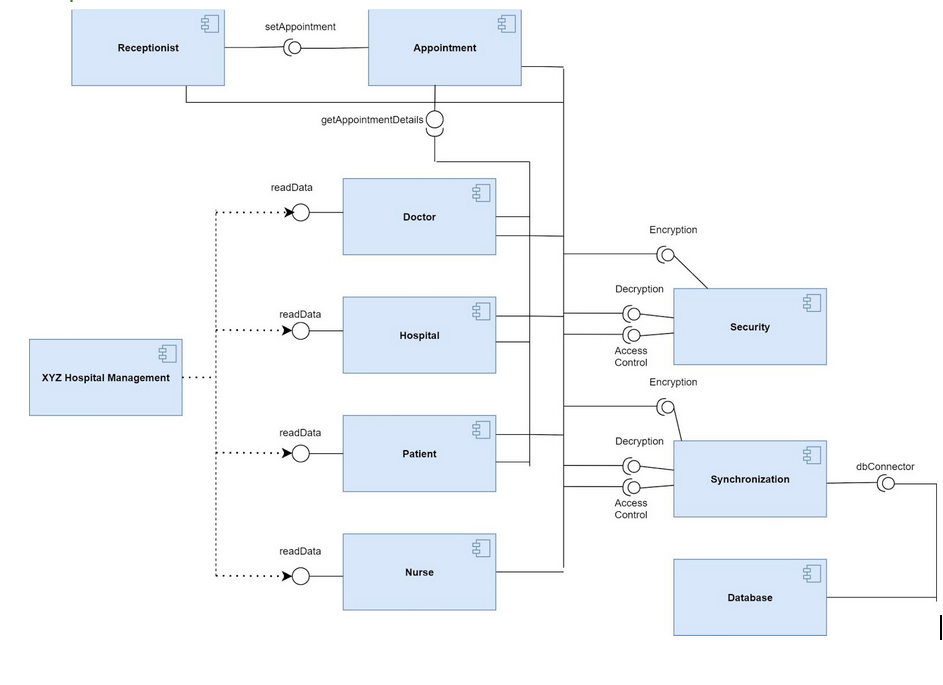 setAppointment
Receptionist
Appointment
getAppointmentDetails
readData
Doctor
Encryption
Decryption
readData
Security
Hospital
Access
Control
XYZ Hospital Management
Encryption
readData
Decryption
Patient
dbConnector
Synchronization
Access
Control
readData
Nurse
Database